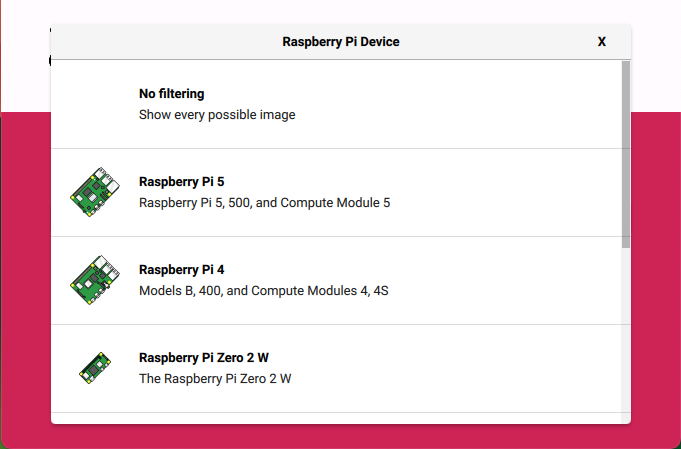 Raspberry Pi Device
X
No filtering
Show every possible image
Raspberry Pi 5
Raspberry Pi 5, 500, and Compute Module 5
Raspberry Pi 4
Models B, 400, and Compute Modules 4, 4S
Raspberry Pi Zero 2 W
The Raspberry Pi Zero 2 W